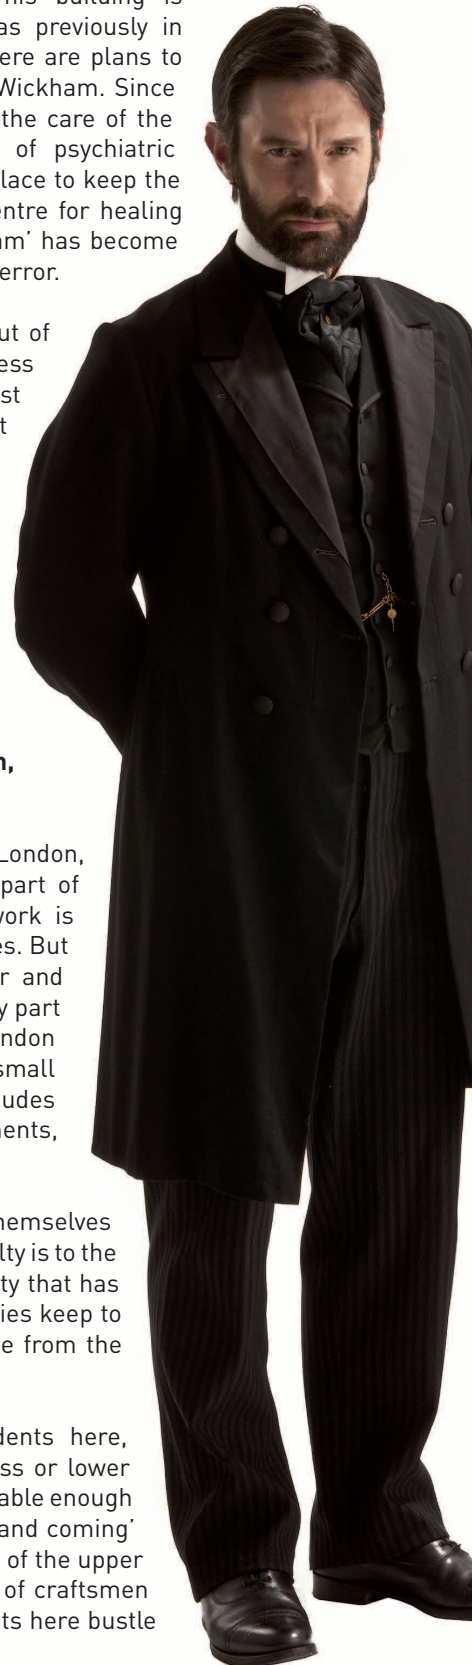 This building is
as previously in
ere are plans to
Wickham. Since
the care of the
of psychiatric
lace to keep the
entre for healing
am' has become
error.
ut of
ess
st
t
n,
London,
part of
work is
es. But
r and
y part
ndon
small
udes
nents,
hemselves
lty is to the
ty that has
ies keep to
e from the
dents here,
ss or lower
able enough
and coming'
of the upper
of craftsmen
ts here bustle